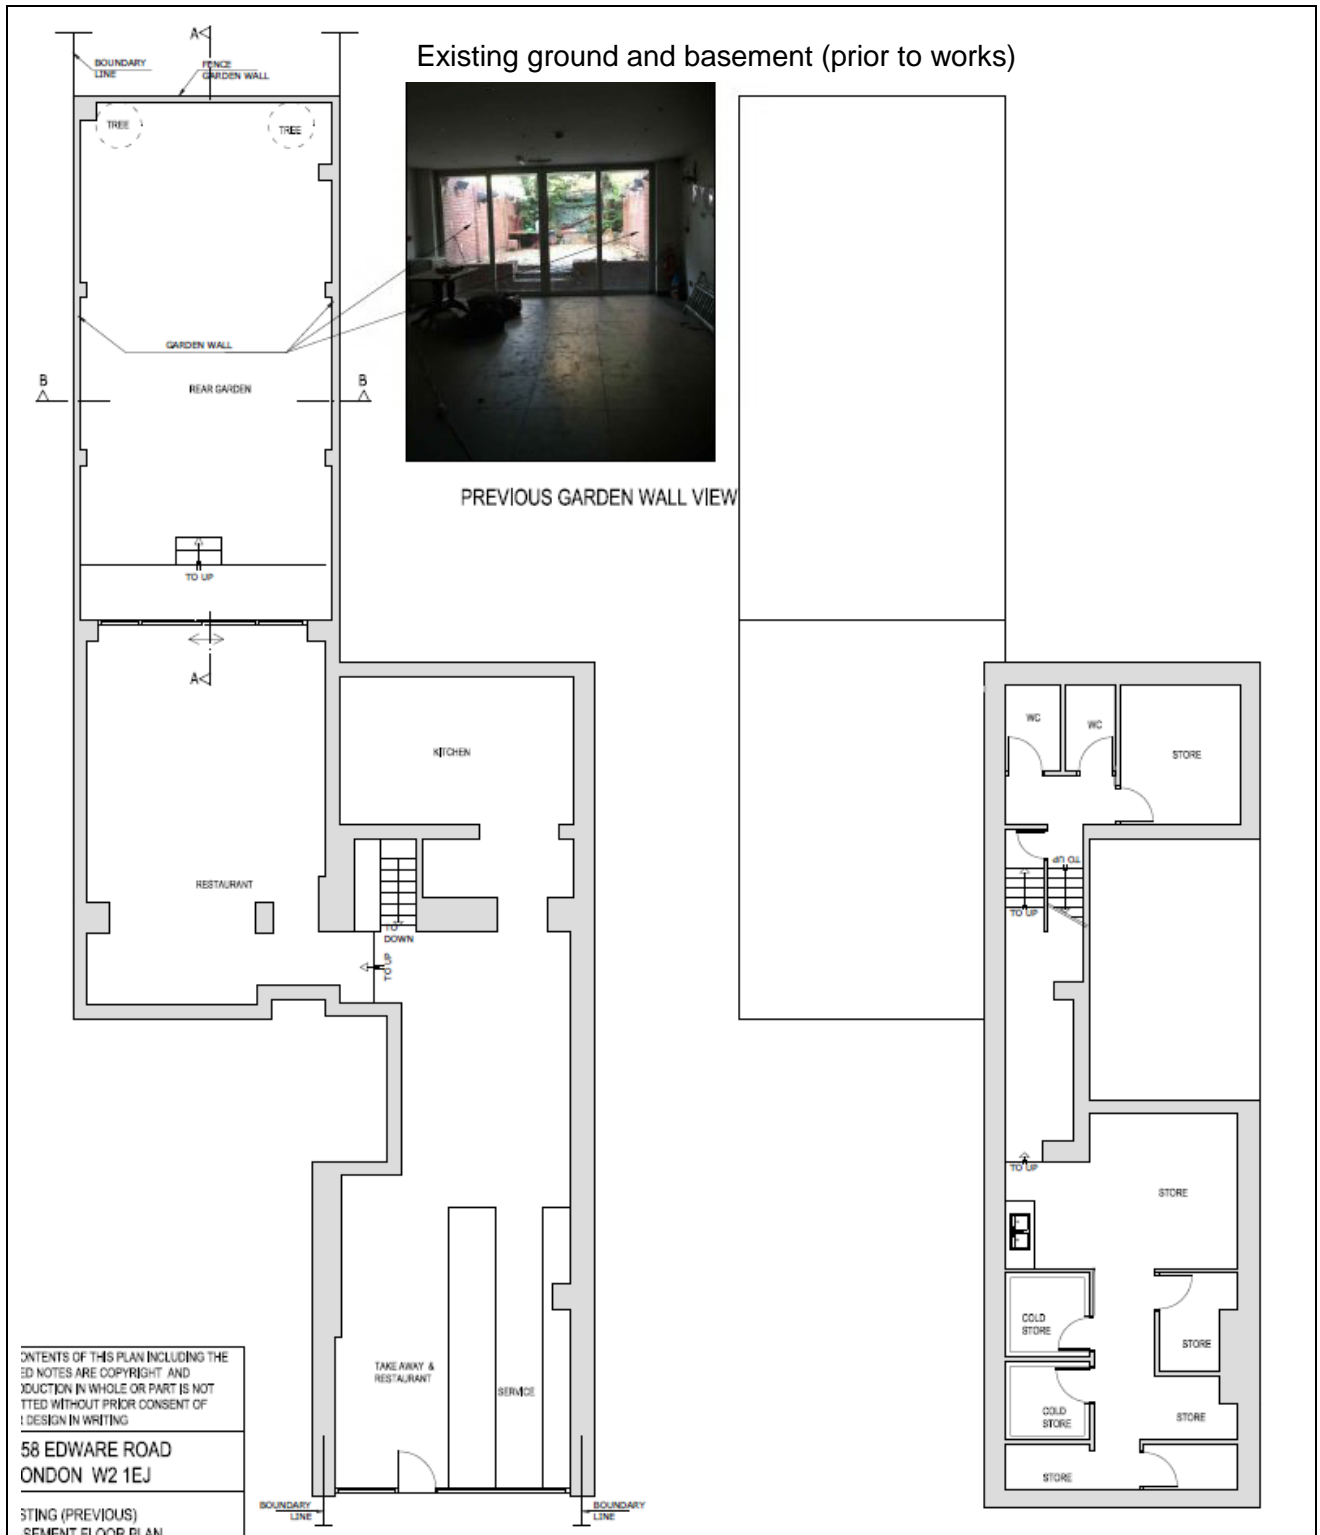 Existing ground and basement (prior to works)
A
BOUNDARY
LINE
FENCE
GARDEN WALL
TREE
TREE
GARDEN WALL
B
B
REAR GARDEN
PREVIOUS GARDEN WALL VIEW
TO UP
A
KITCHEN
RESTAURANT
TO
DOWN
TO UP
TAKE AWAY &
RESTAURANT
SERVICE
BOUNDARY
LINE
BOUNDARY
LINE
WC
WC
STORE
TO UP
TO UP
TO UP
STORE
COLD
STORE
STORE
COLD
STORE
STORE
STORE
ONTENTS OF THIS PLAN INCLUDING THE
ED NOTES ARE COPYRIGHT AND
ODUCTION IN WHOLE OR PART IS NOT
TTED WITHOUT PRIOR CONSENT OF
R DESIGN IN WRITING
58 EDWARE ROAD
ONDON W2 1EJ
STING (PREVIOUS)
SEMENT FLOOR PLAN